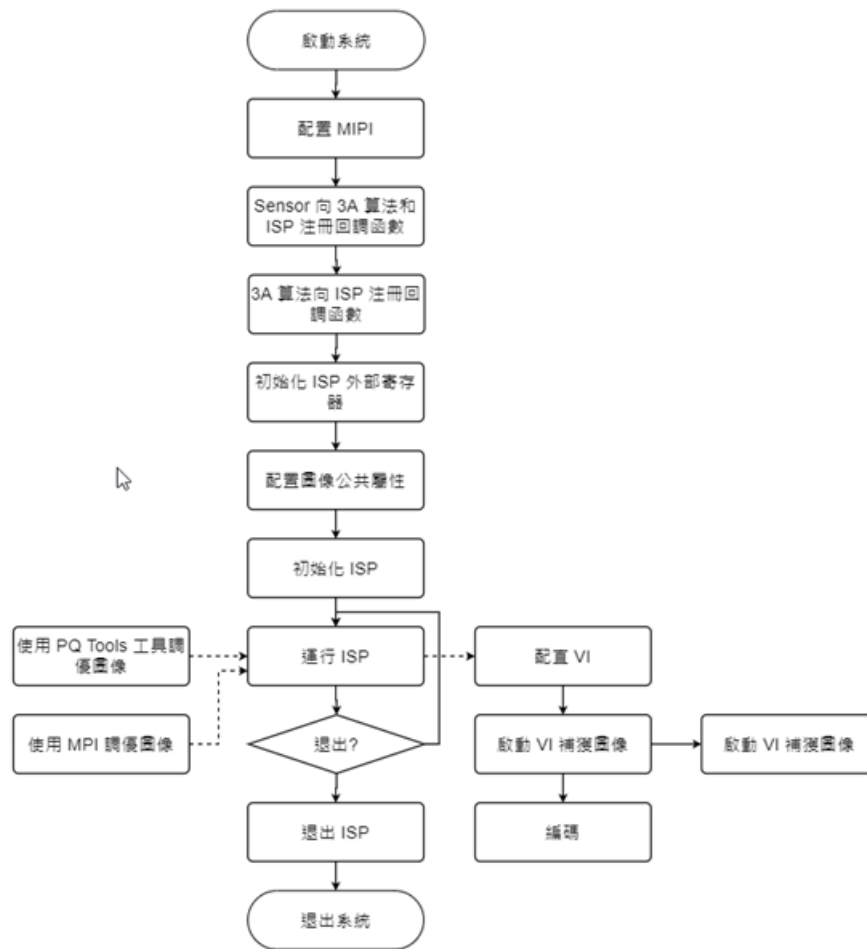 啟動系統
配置 MIPI
Sensor 向 3A 算法和
ISP 注冊回調函數
3A 算法向 ISP 注冊回
調函數
初始化 ISP 外部寄存
器
配置圖像公共屬性
初始化 ISP
使用 PQ Tools 工具調
優圖像
運行 ISP
配直 VI
使用 MPI 調優圖像
退出?
啟動 VI 補獲圖像
啟動 VI 補獲圖像
退出 ISP
編碼
退出系統